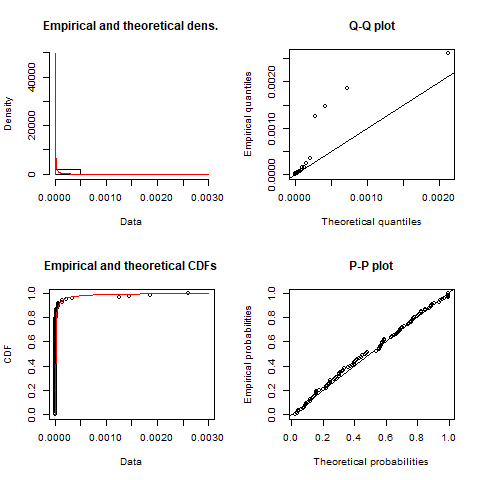 Empirical and theoretical dens.
Density
0 20000 40000
0.0000 0.0010 0.0020 0.0030
Data
Q-Q plot
Empirical quantiles
0.0000 0.0010 0.0020
0.0000 0.0010 0.0020
Theoretical quantiles
Empirical and theoretical CDFs
CDF
0.0 0.2 0.4 0.6 0.8 1.0
0.0000 0.0010 0.0020 0.0030
Data
P-P plot
Empirical probabilities
0.0 0.2 0.4 0.6 0.8 1.0
0.0 0.2 0.4 0.6 0.8 1.0
Theoretical probabilities